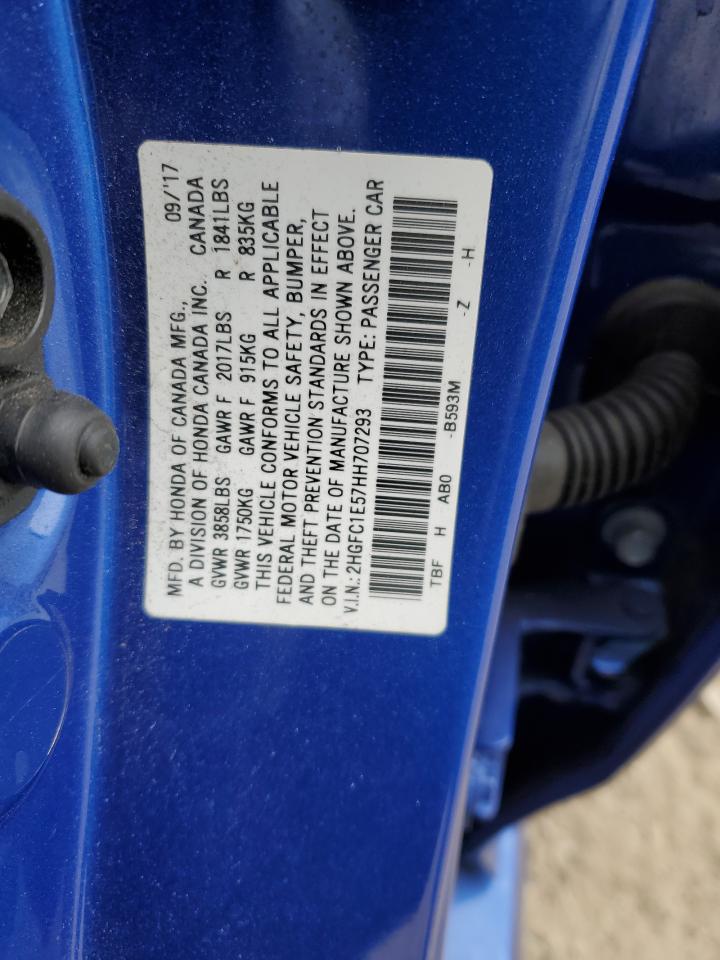 MFD. BY HONDA OF CANADA MFG., 09/'17
A DIVISION OF HONDA CANADA INC. CANADA
GVWR 3858LBS GAWR F 2017LBS R 1841LBS
GVWR 1750KG GAWR F 915KG R 835KG
THIS VEHICLE CONFORMS TO ALL APPLICABLE
FEDERAL MOTOR VEHICLE SAFETY, BUMPER,
AND THEFT PREVENTION STANDARDS IN EFFECT
ON THE DATE OF MANUFACTURE SHOWN ABOVE.
V.I.N.: 2HGFC1E57HH707293 TYPE: PASSENGER CAR
TBF H AB0 -B593M -Z -H